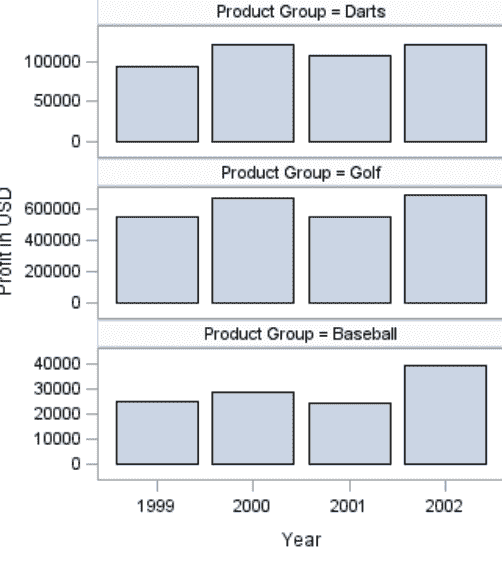 Product Group = Darts
100000
50000
0
Product Group = Golf
600000
400000
200000
0
Profit in USD
Product Group = Baseball
40000
30000
20000
10000
0
1999 2000 2001 2002
Year